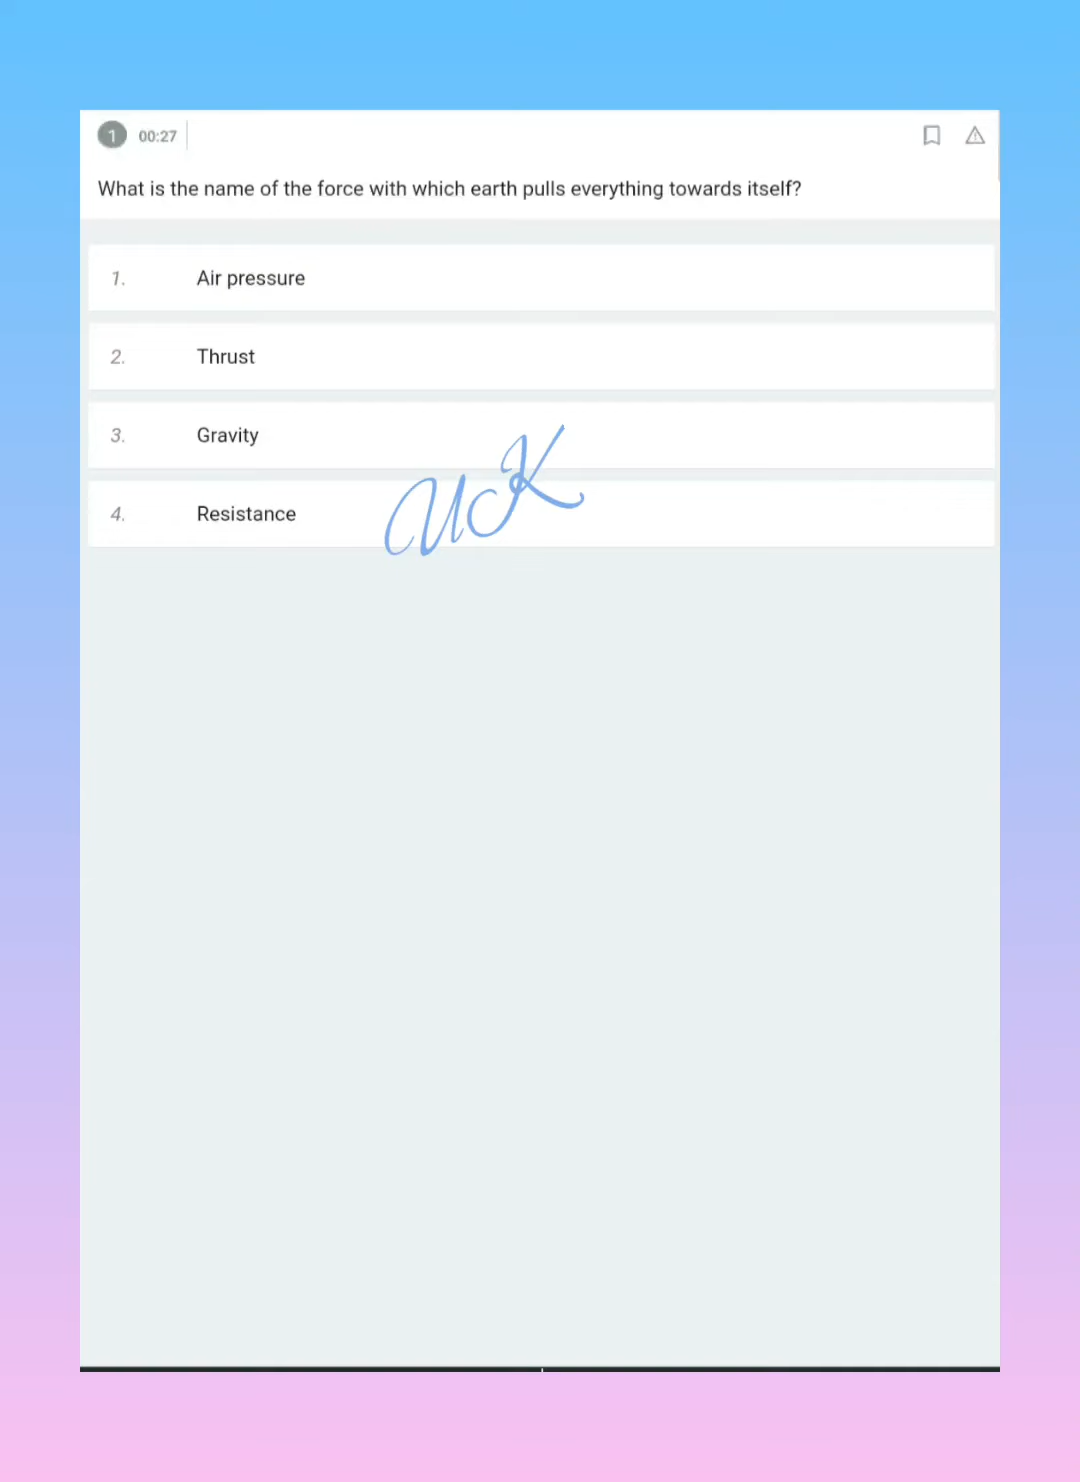 1 00:27
What is the name of the force with which earth pulls everything towards itself?
1. Air pressure
2. Thrust
3. Gravity
4. Resistance
UCK